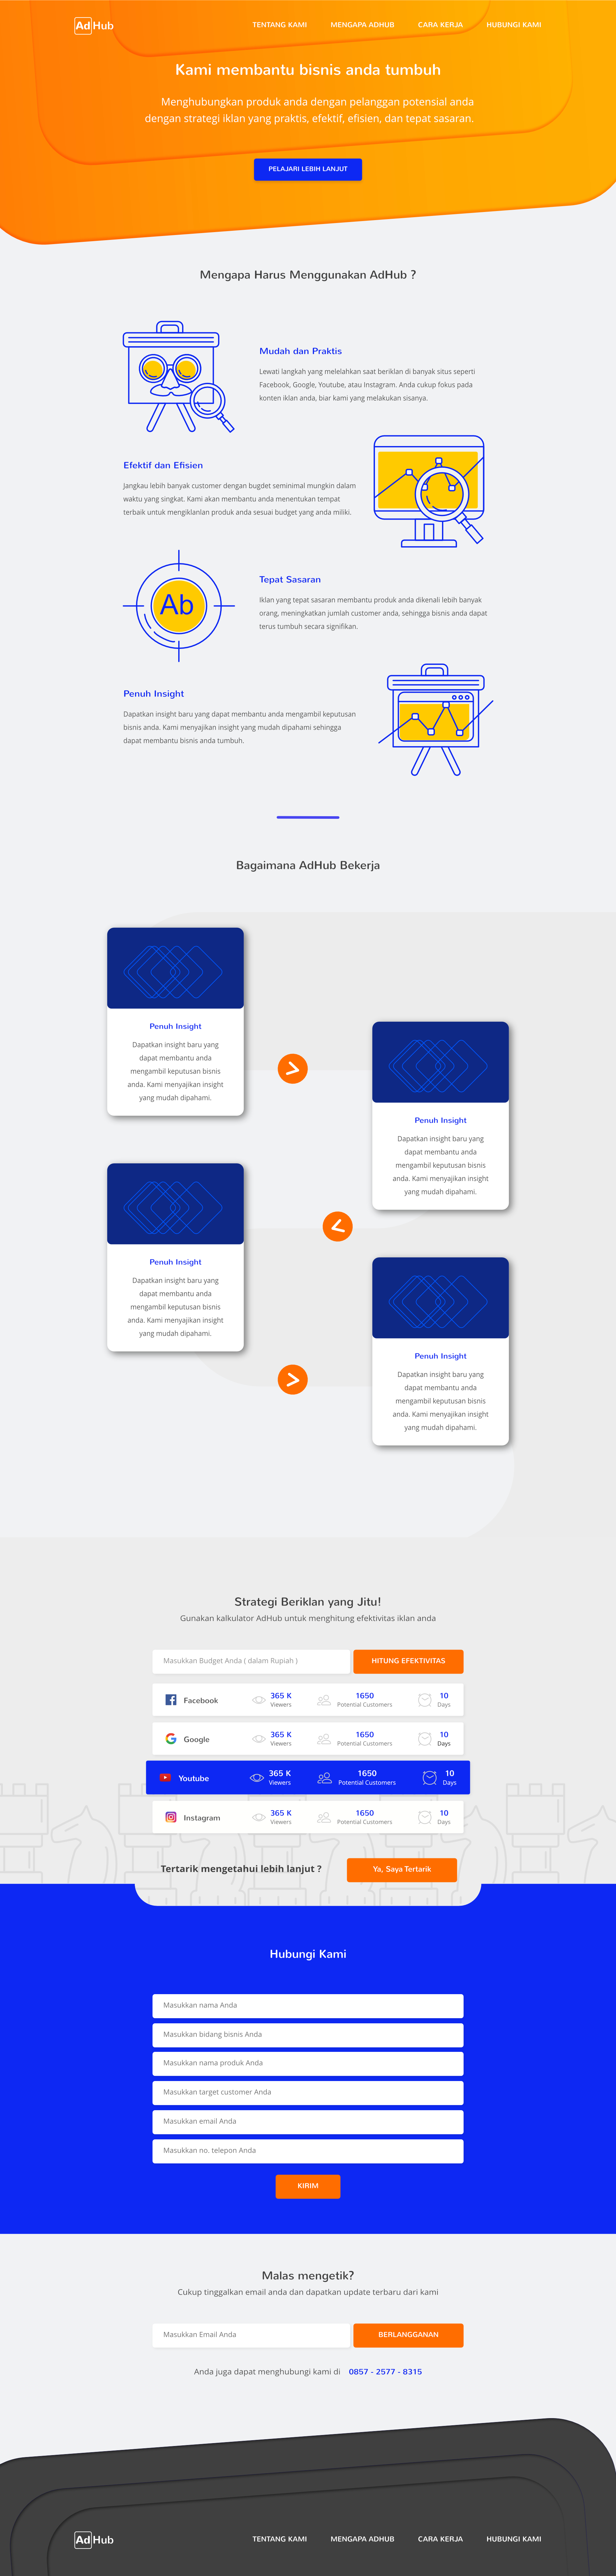 AdHub
TENTANG KAMI
MENGAPA ADHUB
CARA KERJA
HUBUNGI KAMI
Kami membantu bisnis anda tumbuh
Menghubungkan produk anda dengan pelanggan potensial anda
dengan strategi iklan yang praktis, efektif, efisien, dan tepat sasaran.
PELAJARI LEBIH LANJUT
Mengapa Harus Menggunakan AdHub ?
Mudah dan Praktis
Lewati langkah yang melelahkan saat beriklan di banyak situs seperti
Facebook, Google, Youtube, atau Instagram. Anda cukup fokus pada
konten iklan anda, biar kami yang melakukan sisanya.
Efektif dan Efisien
Jangkau lebih banyak customer dengan bugdet seminimal mungkin dalam
waktu yang singkat. Kami akan membantu anda menentukan tempat
terbaik untuk mengiklanlan produk anda sesuai budget yang anda miliki.
Ab
Tepat Sasaran
Iklan yang tepat sasaran membantu produk anda dikenali lebih banyak
orang, meningkatkan jumlah customer anda, sehingga bisnis anda dapat
terus tumbuh secara signifikan.
Penuh Insight
Dapatkan insight baru yang dapat membantu anda mengambil keputusan
bisnis anda. Kami menyajikan insight yang mudah dipahami sehingga
dapat membantu bisnis anda tumbuh.
Bagaimana AdHub Bekerja
Penuh Insight
Dapatkan insight baru yang
dapat membantu anda
mengambil keputusan bisnis
anda. Kami menyajikan insight
yang mudah dipahami.
Penuh Insight
Dapatkan insight baru yang
dapat membantu anda
mengambil keputusan bisnis
anda. Kami menyajikan insight
yang mudah dipahami.
Penuh Insight
Dapatkan insight baru yang
dapat membantu anda
mengambil keputusan bisnis
anda. Kami menyajikan insight
yang mudah dipahami.
Penuh Insight
Dapatkan insight baru yang
dapat membantu anda
mengambil keputusan bisnis
anda. Kami menyajikan insight
yang mudah dipahami.
Strategi Beriklan yang Jitu!
Gunakan kalkulator AdHub untuk menghitung efektivitas iklan anda
Masukkan Budget Anda ( dalam Rupiah )
HITUNG EFEKTIVITAS
Facebook
365 K
Viewers
1650
Potential Customers
10
Days
Google
365 K
Viewers
1650
Potential Customers
10
Days
Youtube
365 K
Viewers
1650
Potential Customers
10
Days
Instagram
365 K
Viewers
1650
Potential Customers
10
Days
Tertarik mengetahui lebih lanjut ?
Ya, Saya Tertarik
Hubungi Kami
Masukkan nama Anda
Masukkan bidang bisnis Anda
Masukkan nama produk Anda
Masukkan target customer Anda
Masukkan email Anda
Masukkan no. telepon Anda
KIRIM
Malas mengetik?
Cukup tinggalkan email anda dan dapatkan update terbaru dari kami
Masukkan Email Anda
BERLANGGANAN
Anda juga dapat menghubungi kami di 0857 - 2577 - 8315
AdHub
TENTANG KAMI
MENGAPA ADHUB
CARA KERJA
HUBUNGI KAMI